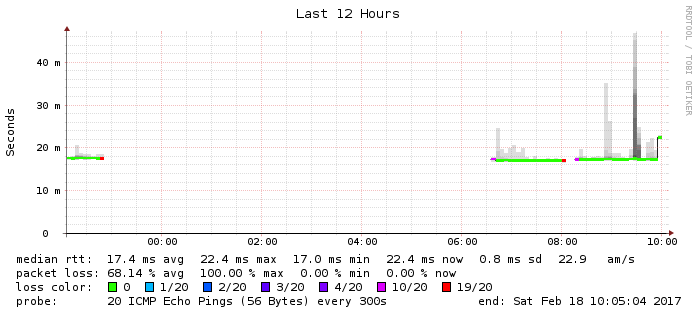 Last 12 Hours
RRDTOOL / TOBI OETIKER
Seconds
40 m
30 m
20 m
10 m
0
00:00 02:00 04:00 06:00 08:00 10:00
median rtt: 17.4 ms avg 22.4 ms max 17.0 ms min 22.4 ms now 0.8 ms sd 22.9 am/s
packet loss: 68.14 % avg 100.00 % max 0.00 % min 0.00 % now
loss color: 0 1/20 2/20 3/20 4/20 10/20 19/20
probe: 20 ICMP Echo Pings (56 Bytes) every 300s end: Sat Feb 18 10:05:04 2017